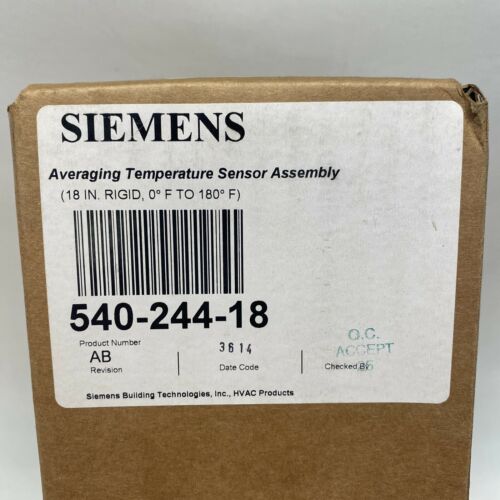 SIEMENS
Averaging Temperature Sensor Assembly
(18 IN. RIGID, 0° F TO 180° F)
540-244-18
Product Number
AB
Revision
3614
Date Code
Q.C.
ACCEPT
Checked By
Siemens Building Technologies, Inc., HVAC Products